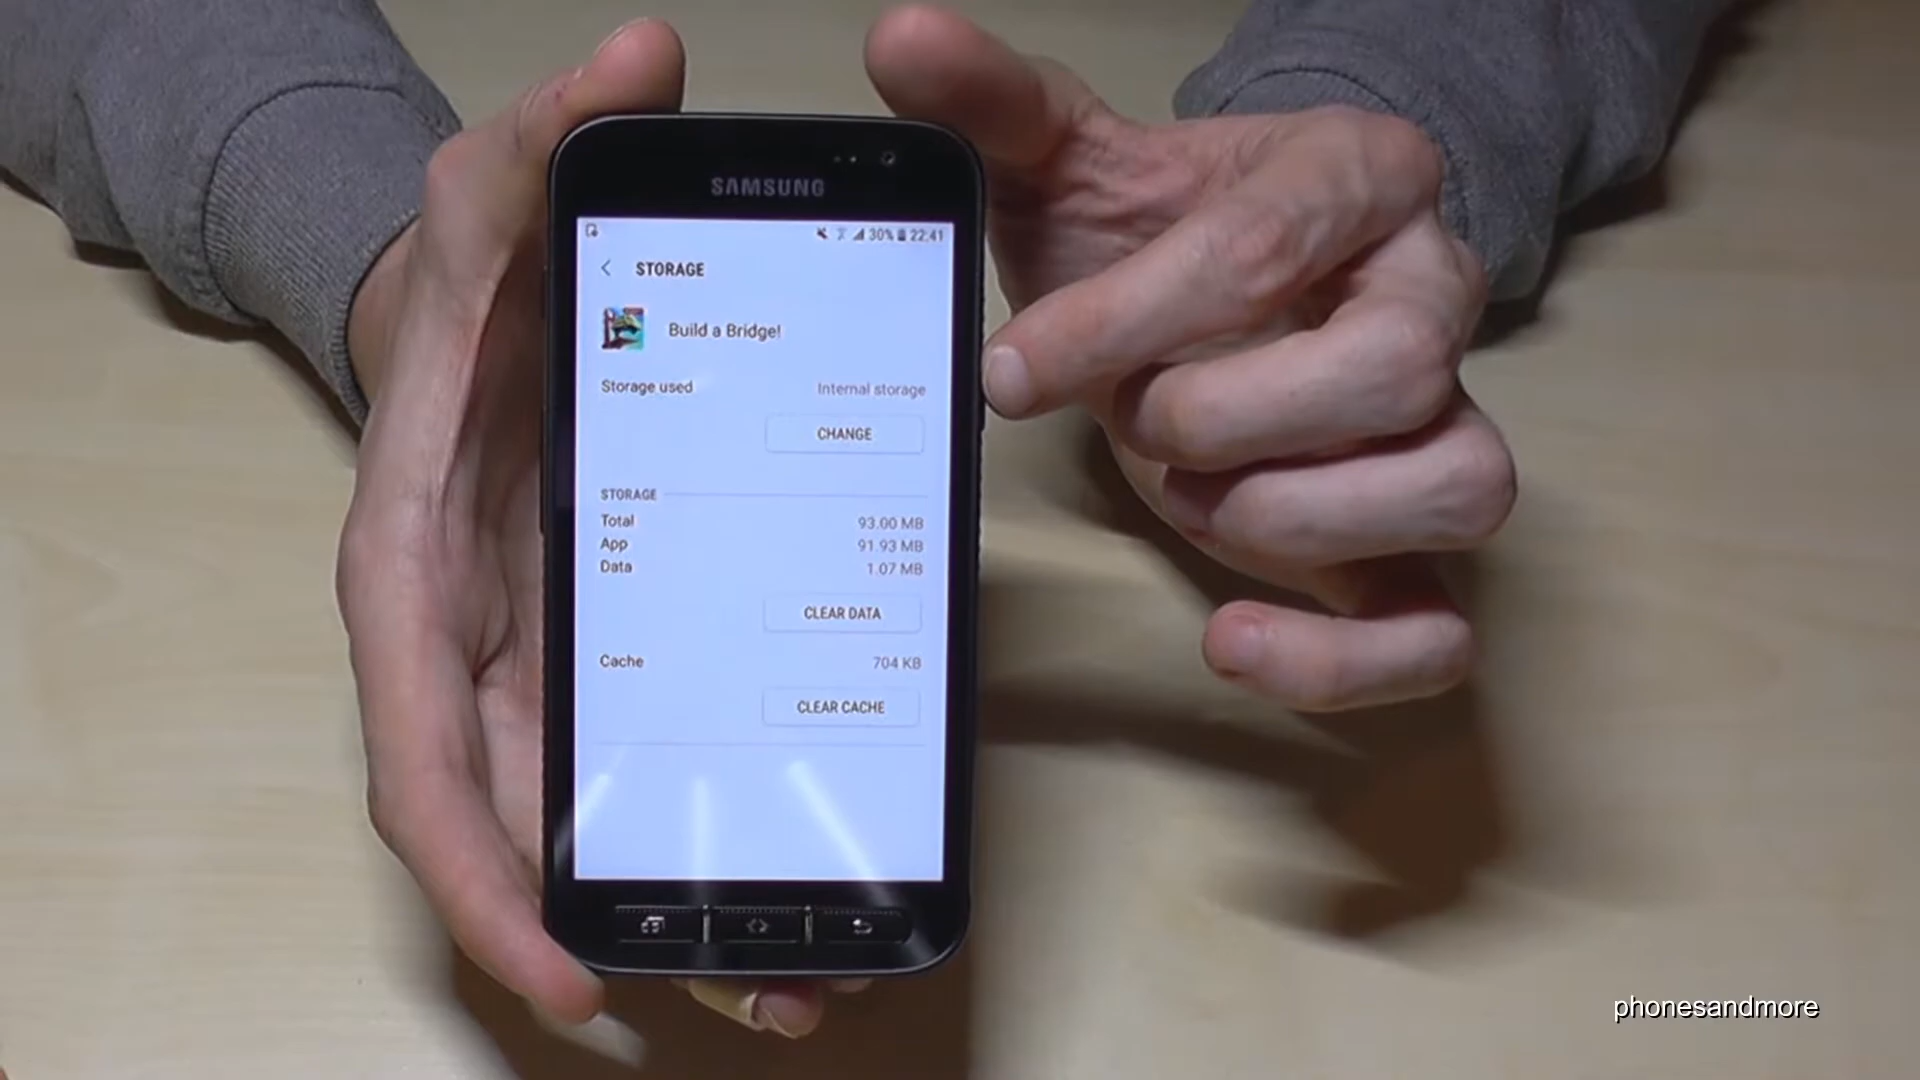 SAMSUNG
30% 22:41
STORAGE
Build a Bridge!
Storage used
Internal storage
CHANGE
STORAGE
Total 93.00 MB
App 91.93 MB
Data 1.07 MB
CLEAR DATA
Cache 704 KB
CLEAR CACHE
phonesandmore